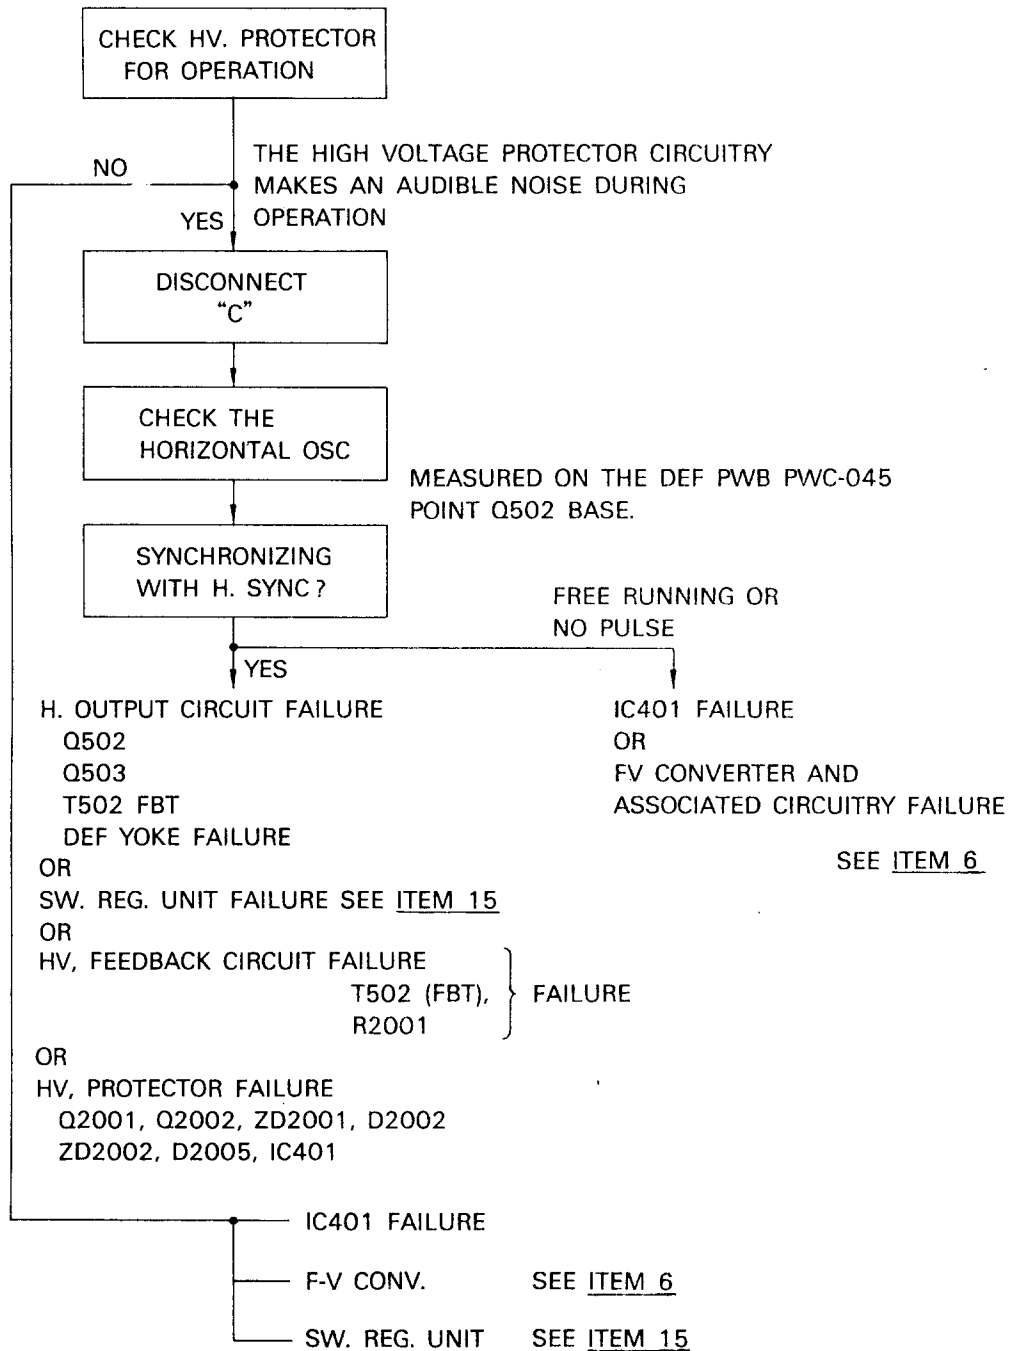 CHECK HV. PROTECTOR
FOR OPERATION
THE HIGH VOLTAGE PROTECTOR CIRCUITRY
MAKES AN AUDIBLE NOISE DURING
OPERATION
NO
YES
DISCONNECT
"C"
CHECK THE
HORIZONTAL OSC
MEASURED ON THE DEF PWB PWC-045
POINT Q502 BASE.
SYNCHRONIZING
WITH H. SYNC?
FREE RUNNING OR
NO PULSE
YES
H. OUTPUT CIRCUIT FAILURE
Q502
Q503
T502 FBT
DEF YOKE FAILURE
OR
SW. REG. UNIT FAILURE SEE ITEM 15
OR
HV, FEEDBACK CIRCUIT FAILURE
T502 (FBT),
R2001
FAILURE
OR
HV, PROTECTOR FAILURE
Q2001, Q2002, ZD2001, D2002
ZD2002, D2005, IC401
IC401 FAILURE
OR
FV CONVERTER AND
ASSOCIATED CIRCUITRY FAILURE
SEE ITEM 6
IC401 FAILURE
F-V CONV. SEE ITEM 6
SW. REG. UNIT SEE ITEM 15